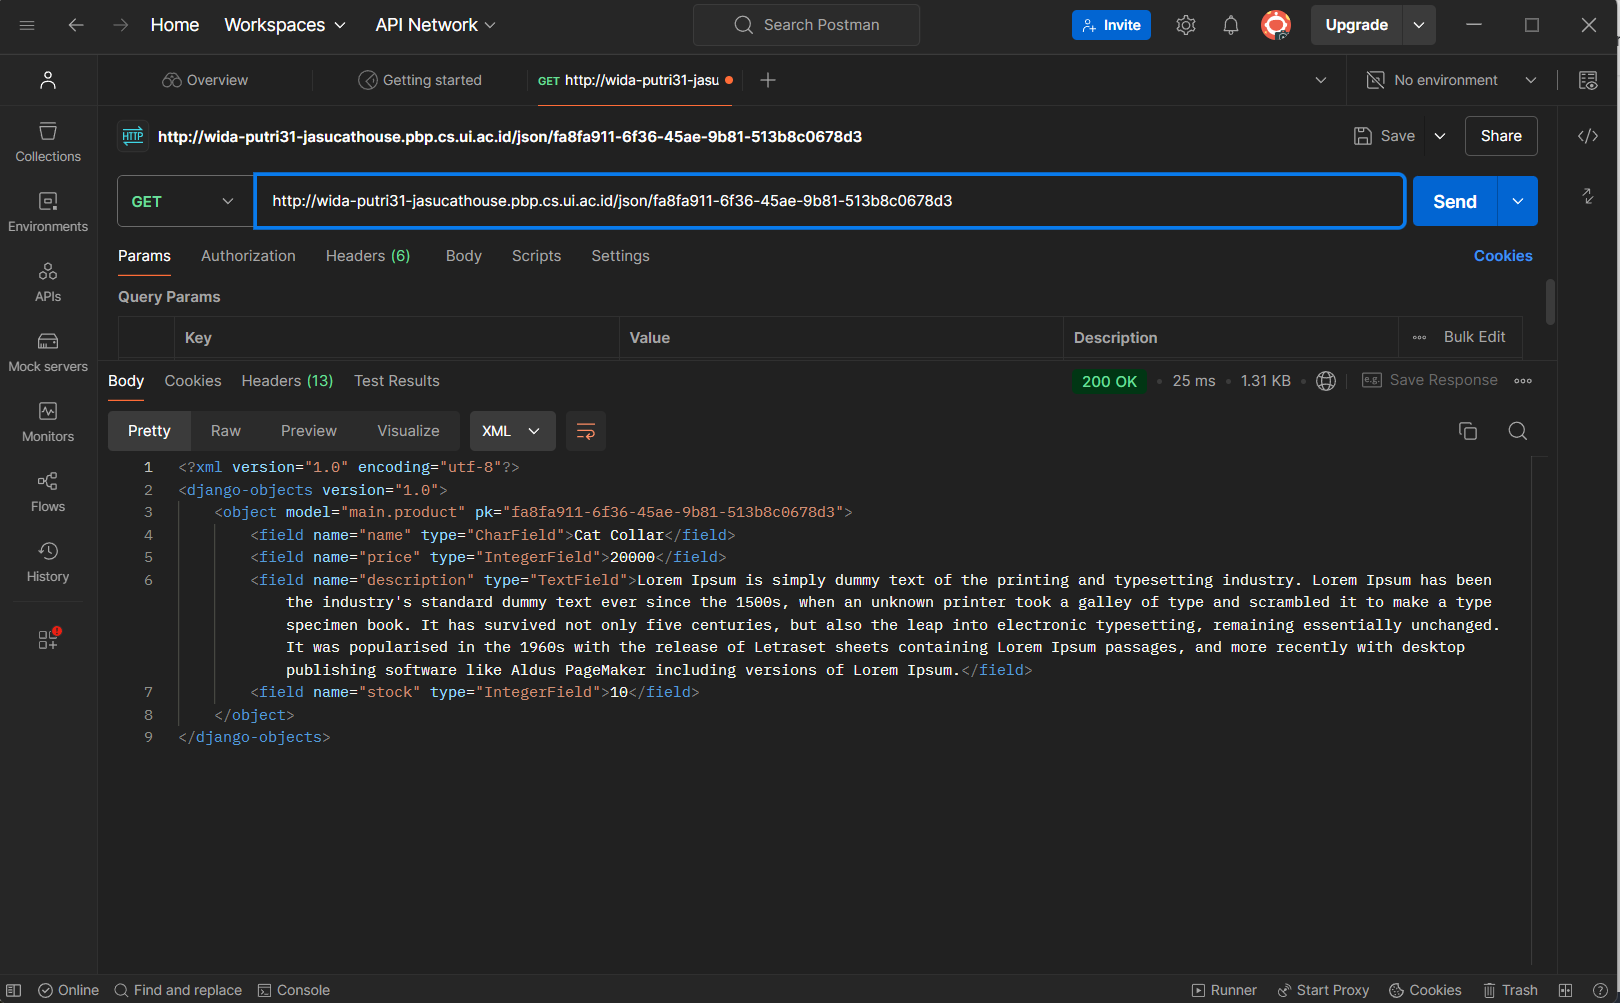 Home Workspaces API Network Search Postman Invite Upgrade
Overview Getting started GET http://wida-putri31-jasu No environment
HTTP http://wida-putri31-jasucathouse.pbp.cs.ui.ac.id/json/fa8fa911-6f36-45ae-9b81-513b8c0678d3 Save Share
Collections
GET http://wida-putri31-jasucathouse.pbp.cs.ui.ac.id/json/fa8fa911-6f36-45ae-9b81-513b8c0678d3 Send
Environments
Params Authorization Headers (6) Body Scripts Settings Cookies
APIs
Query Params
Key Value Description Bulk Edit
Mock servers
Body Cookies Headers (13) Test Results 200 OK 25 ms 1.31 KB e.g. Save Response
Monitors
Pretty Raw Preview Visualize XML
Flows
History
1 <?xml version="1.0" encoding="utf-8"?>
2 <django-objects version="1.0">
3 <object model="main.product" pk="fa8fa911-6f36-45ae-9b81-513b8c0678d3">
4 <field name="name" type="CharField">Cat Collar</field>
5 <field name="price" type="IntegerField">20000</field>
6 <field name="description" type="TextField">Lorem Ipsum is simply dummy text of the printing and typesetting industry. Lorem Ipsum has been
the industry's standard dummy text ever since the 1500s, when an unknown printer took a galley of type and scrambled it to make a type
specimen book. It has survived not only five centuries, but also the leap into electronic typesetting, remaining essentially unchanged.
It was popularised in the 1960s with the release of Letraset sheets containing Lorem Ipsum passages, and more recently with desktop
publishing software like Aldus PageMaker including versions of Lorem Ipsum.</field>
7 <field name="stock" type="IntegerField">10</field>
8 </object>
9 </django-objects>
Online Find and replace Console Runner Start Proxy Cookies Trash